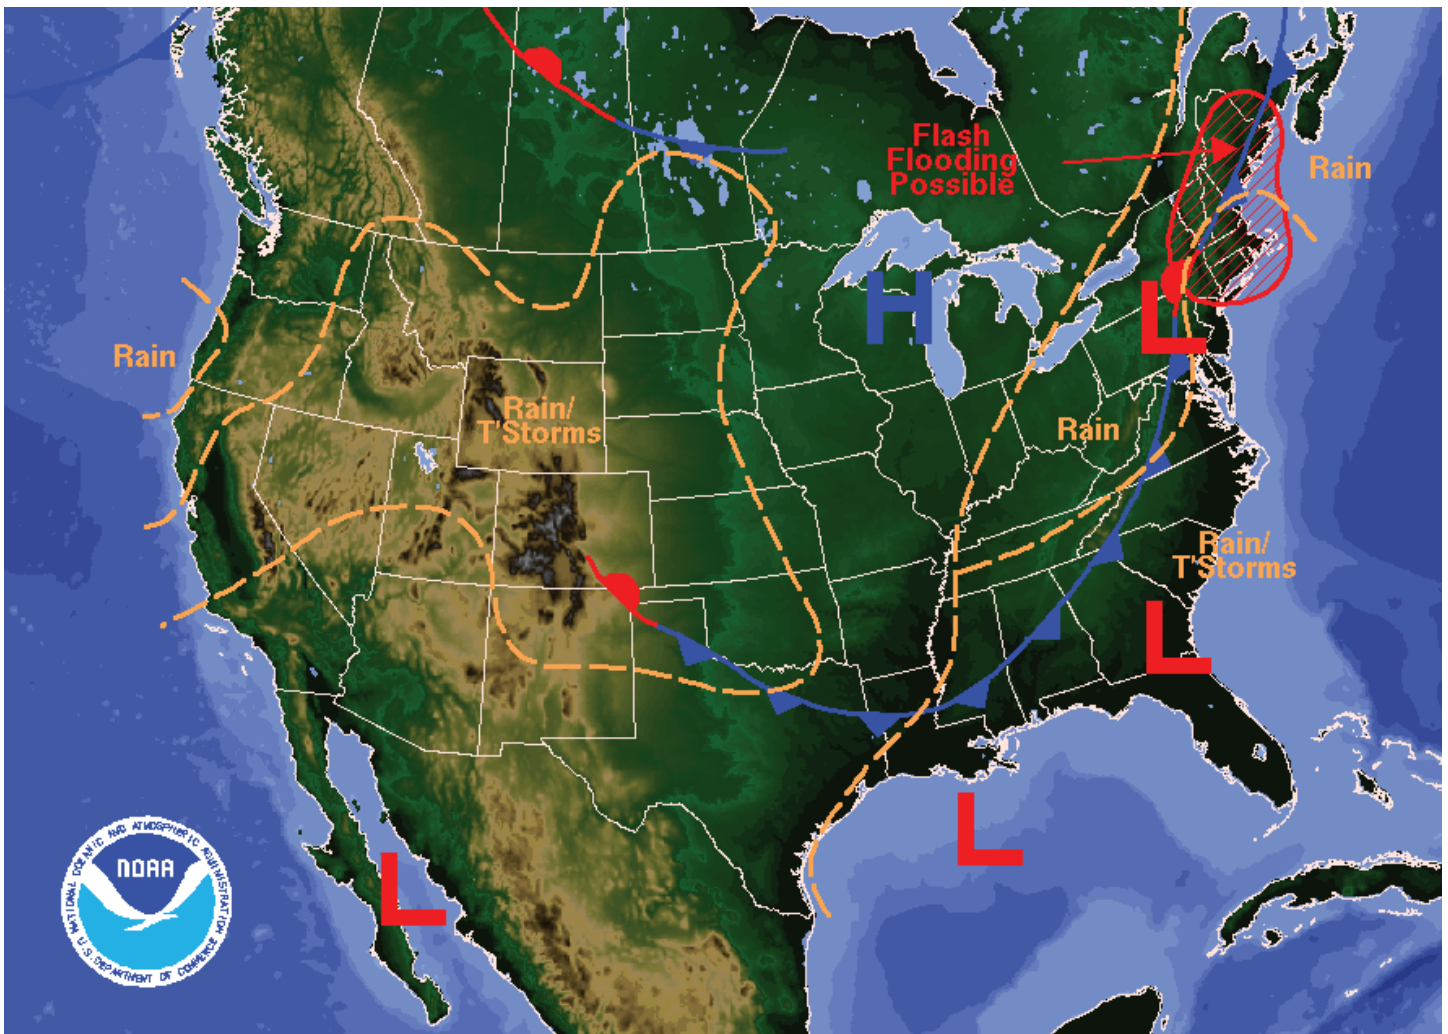 Flash
Flooding
Possible
Rain
H
L
Rain
Rain/
T'Storms
Rain
Rain/
T'Storms
L
L
L
NOAA
NATIONAL OCEANIC AND ATMOSPHERIC ADMINISTRATION
U.S. DEPARTMENT OF COMMERCE